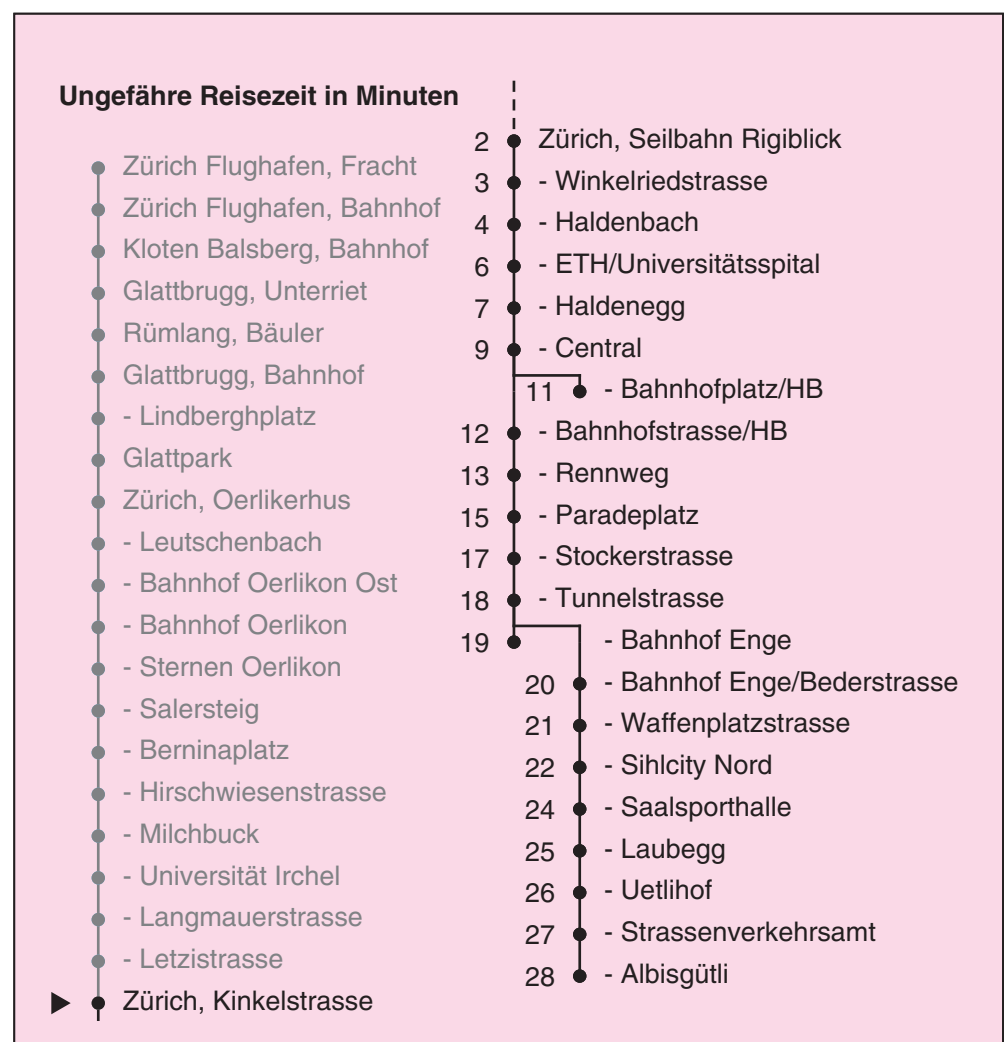 Ungefähre Reisezeit in Minuten
Zürich Flughafen, Fracht
Zürich Flughafen, Bahnhof
Kloten Balsberg, Bahnhof
Glattbrugg, Unterriet
Rümlang, Bäuler
Glattbrugg, Bahnhof
- Lindberghplatz
Glattpark
Zürich, Oerlikerhus
- Leutschenbach
- Bahnhof Oerlikon Ost
- Bahnhof Oerlikon
- Sternen Oerlikon
- Salersteig
- Berninaplatz
- Hirschwiesenstrasse
- Milchbuck
- Universität Irchel
- Langmauerstrasse
- Letzistrasse
Zürich, Kinkelstrasse
2 Zürich, Seilbahn Rigiblick
3 - Winkelriedstrasse
4 - Haldenbach
6 - ETH/Universitätsspital
7 - Haldenegg
9 - Central
11 - Bahnhofplatz/HB
12 - Bahnhofstrasse/HB
13 - Rennweg
15 - Paradeplatz
17 - Stockerstrasse
18 - Tunnelstrasse
19 - Bahnhof Enge
20 - Bahnhof Enge/Bederstrasse
21 - Waffenplatzstrasse
22 - Sihlcity Nord
24 - Saalsporthalle
25 - Laubegg
26 - Uetlihof
27 - Strassenverkehrsamt
28 - Albisgütli